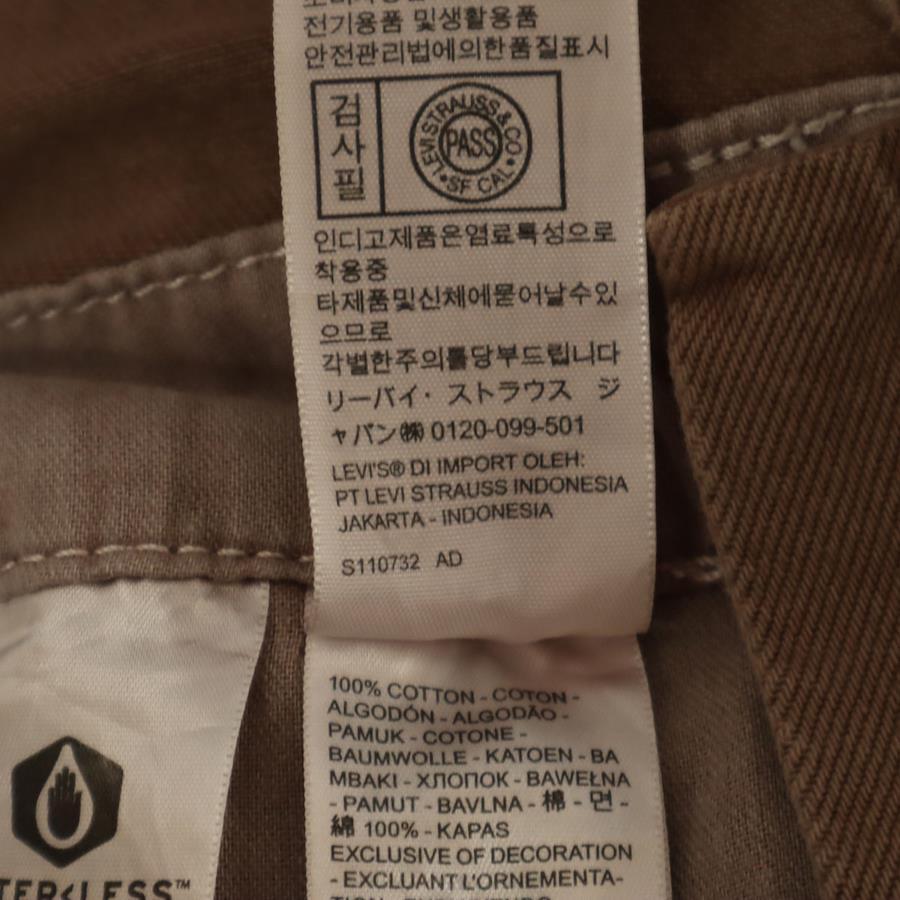 전기용품 및생활용품
안전관리법에의한품질표시
검사필
LEVI STRAUSS & CO
PASS
SF CAL
인디고제품은염료특성으로
착용중
타제품및신체에묻어날수있
으므로
각별한주의를당부드립니다
リーバイ・ ストラウス ジ
ャパン㈱ 0120-099-501
LEVI'S® DI IMPORT OLEH:
PT LEVI STRAUSS INDONESIA
JAKARTA - INDONESIA
S110732 AD
100% COTTON - COTON -
ALGODÓN - ALGODÃO -
PAMUK - COTONE -
BAUMWOLLE - KATOEN - BA
MBAKI - ХЛОПОК - BAWEŁNA
- PAMUT - BAVLNA - 棉 - 면 -
綿 100% - KAPAS
EXCLUSIVE OF DECORATION
- EXCLUANT L'ORNEMENTA-
TER<LESS™